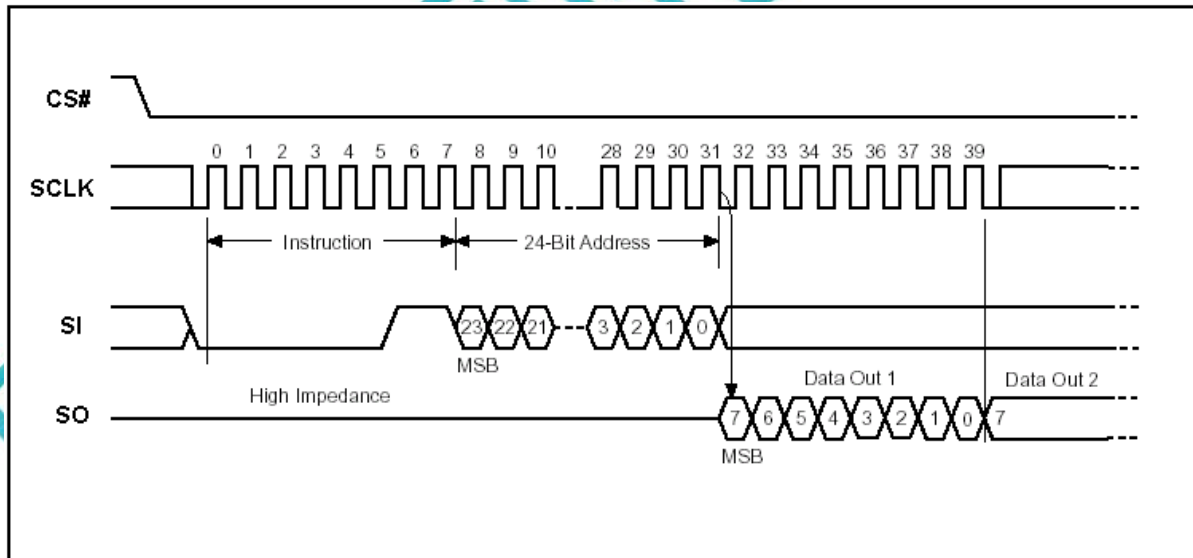 CS#
0 1 2 3 4 5 6 7 8 9 10 28 29 30 31 32 33 34 35 36 37 38 39
SCLK
Instruction 24-Bit Address
SI 23 22 21 3 2 1 0
MSB
High Impedance Data Out 1 Data Out 2
SO 7 6 5 4 3 2 1 0 7
MSB